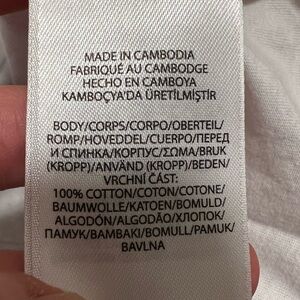 MADE IN CAMBODIA
FABRIQUÉ AU CAMBODGE
HECHO EN CAMBOYA
KAMBOÇYA'DA ÜRETİLMİŞTİR
BODY/CORPS/CORPO/OBERTEIL/
ROMP/HOVEDDEL/CUERPO/ПЕРЕД
И СПИНКА/КОРПУС/ΣΩΜΑ/BRUK
(KROPP)/ANVÄND (KROPP)/BEDEN/
VRCHNÍ ČÁST:
100% COTTON/COTON/COTONE/
BAUMWOLLE/KATOEN/BOMULD/
ALGODÓN/ALGODÃO/ХЛОПОК/
ПАМУК/ΒΑΜΒΑΚΙ/BOMULL/PAMUK/
BAVLNA